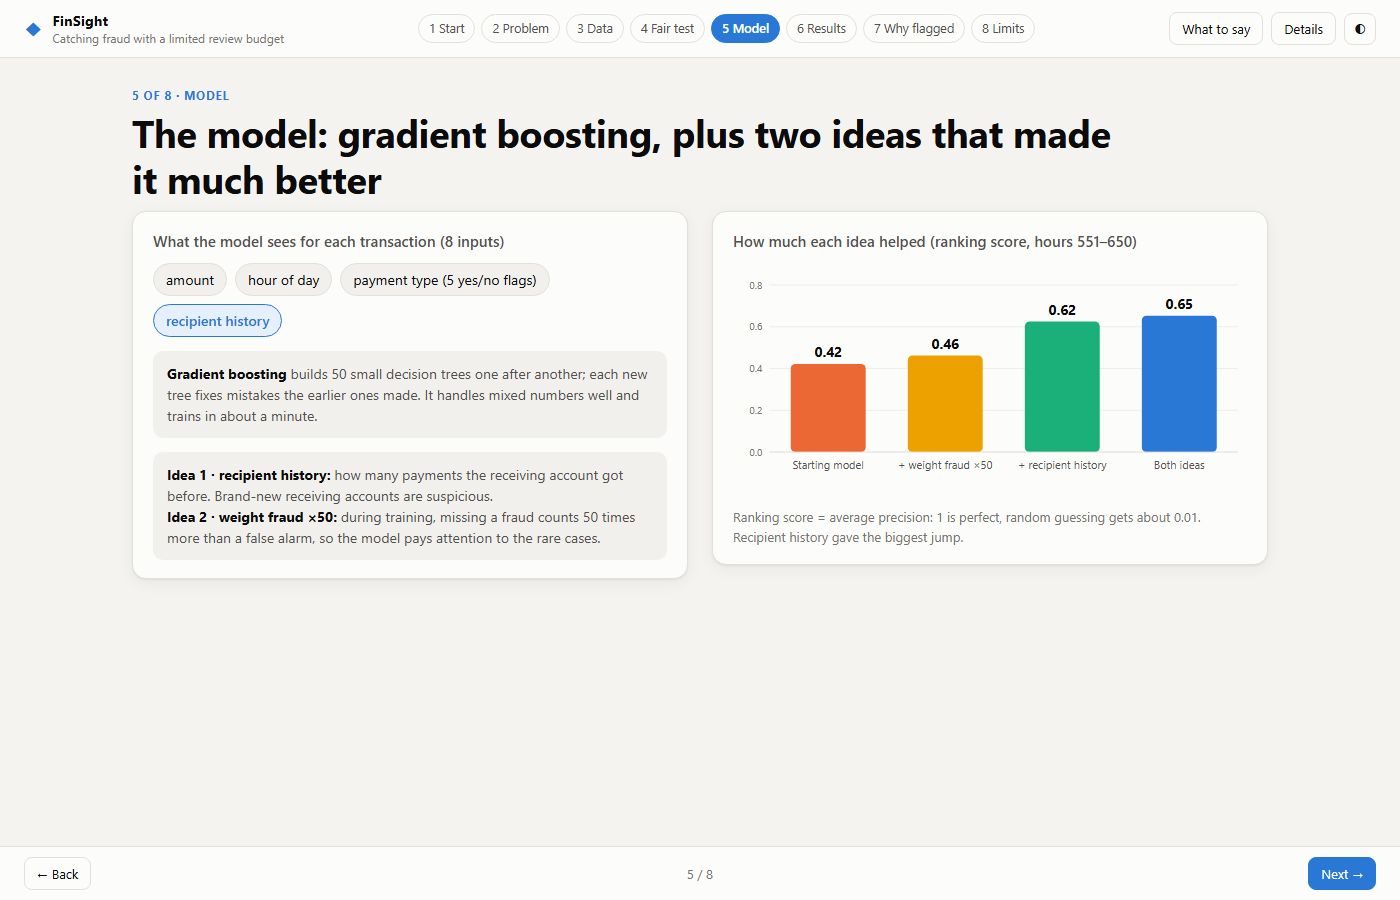 FinSight
Catching fraud with a limited review budget
1 Start
2 Problem
3 Data
4 Fair test
5 Model
6 Results
7 Why flagged
8 Limits
What to say
Details
5 OF 8 · MODEL
The model: gradient boosting, plus two ideas that made
it much better
What the model sees for each transaction (8 inputs)
amount
hour of day
payment type (5 yes/no flags)
recipient history
Gradient boosting builds 50 small decision trees one after another; each new
tree fixes mistakes the earlier ones made. It handles mixed numbers well and
trains in about a minute.
Idea 1 · recipient history: how many payments the receiving account got
before. Brand-new receiving accounts are suspicious.
Idea 2 · weight fraud ×50: during training, missing a fraud counts 50 times
more than a false alarm, so the model pays attention to the rare cases.
How much each idea helped (ranking score, hours 551–650)
0.8
0.6
0.4
0.2
0.0
0.42
0.46
0.62
0.65
Starting model
+ weight fraud ×50
+ recipient history
Both ideas
Ranking score = average precision: 1 is perfect, random guessing gets about 0.01.
Recipient history gave the biggest jump.
← Back
5 / 8
Next →